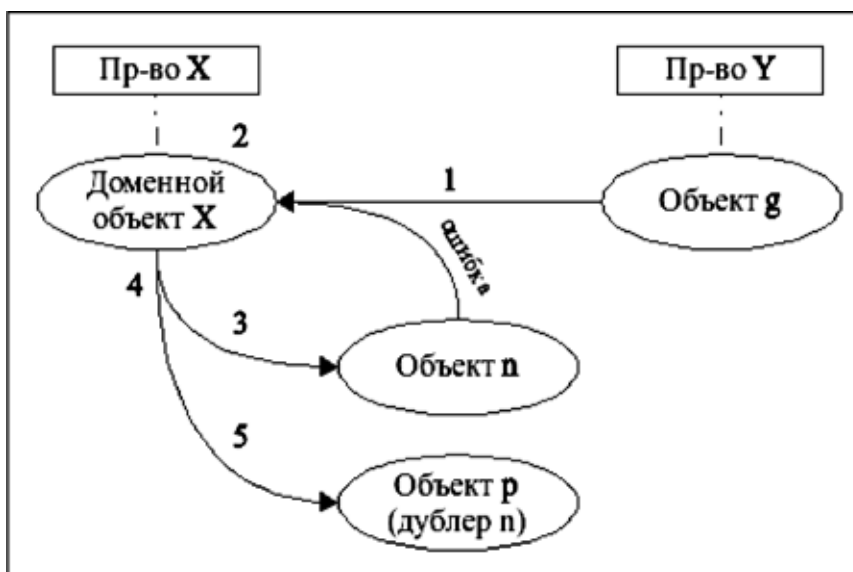 Пр-во X
Пр-во Y
2
Доменной
объект X
1
Объект g
ошибка
4
3
Объект n
5
Объект p
(дублер n)